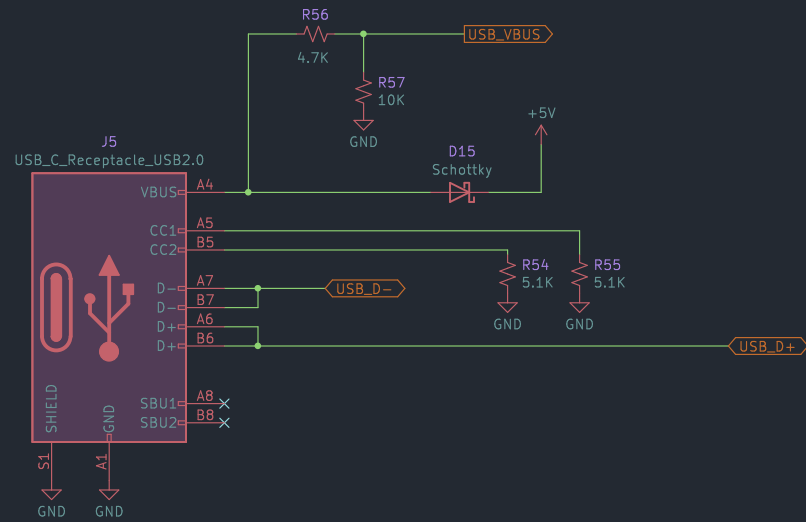 R56
4.7K
USB_VBUS
R57
10K
GND
+5V
J5
USB_C_Receptacle_USB2.0
D15
Schottky
VBUS A4
CC1 A5
CC2 B5
R54
5.1K
GND
R55
5.1K
GND
D- A7
USB_D-
D- B7
D+ A6
D+ B6
USB_D+
SBU1 A8
SBU2 B8
SHIELD
GND
S1
A1
GND
GND